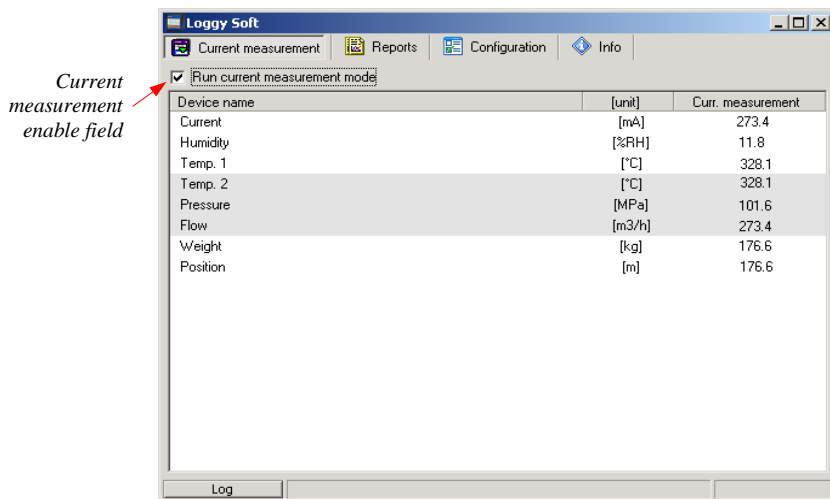 Loggy Soft
Current measurement Reports Configuration Info
Current
measurement
enable field
Run current measurement mode
Device name [unit] Curr. measurement
Current [mA] 273.4
Humidity [%RH] 11.8
Temp. 1 [°C] 328.1
Temp. 2 [°C] 328.1
Pressure [MPa] 101.6
Flow [m3/h] 273.4
Weight [kg] 176.6
Position [m] 176.6
Log